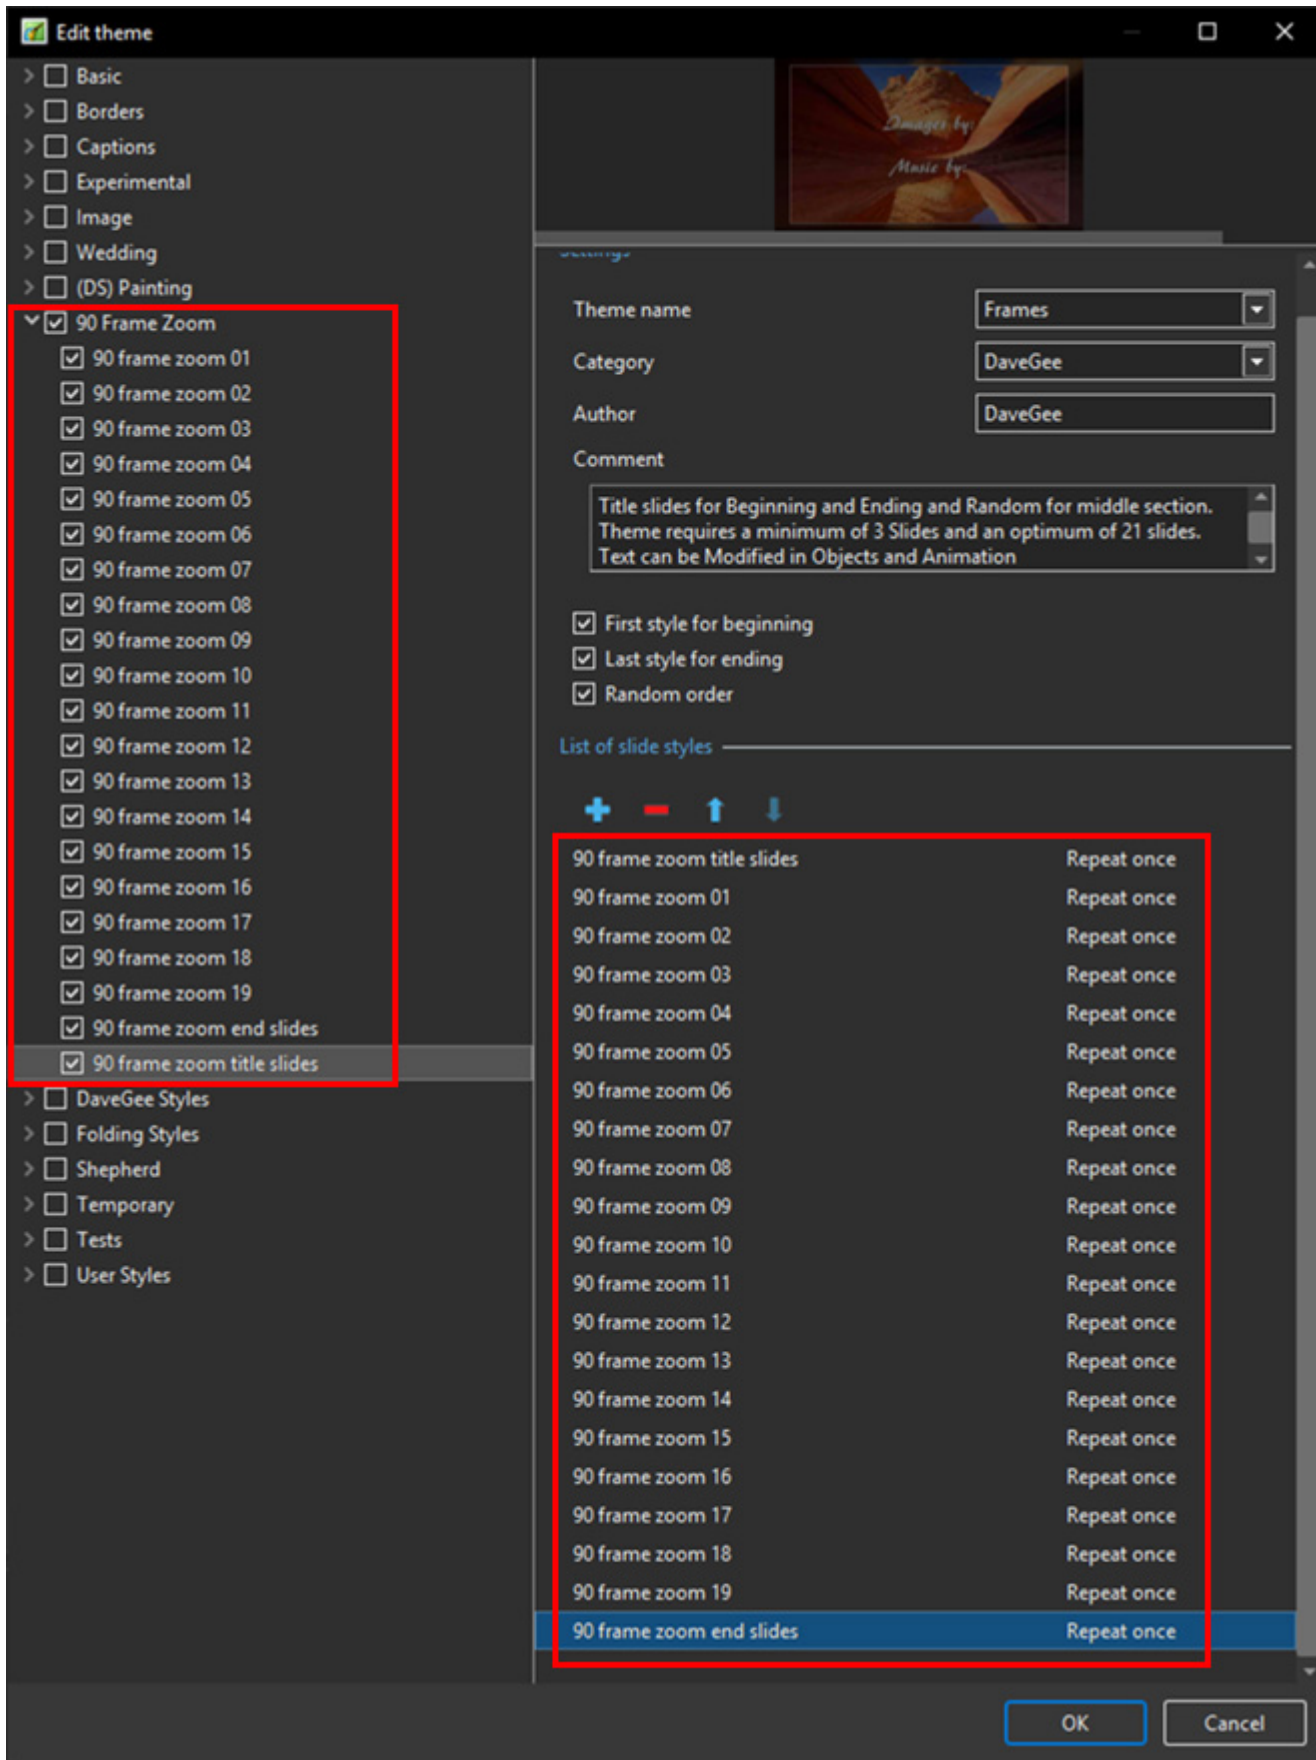 Edit theme
Basic
Borders
Captions
Experimental
Image
Wedding
(DS) Painting
90 Frame Zoom
90 frame zoom 01
90 frame zoom 02
90 frame zoom 03
90 frame zoom 04
90 frame zoom 05
90 frame zoom 06
90 frame zoom 07
90 frame zoom 08
90 frame zoom 09
90 frame zoom 10
90 frame zoom 11
90 frame zoom 12
90 frame zoom 13
90 frame zoom 14
90 frame zoom 15
90 frame zoom 16
90 frame zoom 17
90 frame zoom 18
90 frame zoom 19
90 frame zoom end slides
90 frame zoom title slides
DaveGee Styles
Folding Styles
Shepherd
Temporary
Tests
User Styles
Images by:
Music by:
Settings
Theme name Frames
Category DaveGee
Author DaveGee
Comment
Title slides for Beginning and Ending and Random for middle section.
Theme requires a minimum of 3 Slides and an optimum of 21 slides.
Text can be Modified in Objects and Animation
First style for beginning
Last style for ending
Random order
List of slide styles
90 frame zoom title slides Repeat once
90 frame zoom 01 Repeat once
90 frame zoom 02 Repeat once
90 frame zoom 03 Repeat once
90 frame zoom 04 Repeat once
90 frame zoom 05 Repeat once
90 frame zoom 06 Repeat once
90 frame zoom 07 Repeat once
90 frame zoom 08 Repeat once
90 frame zoom 09 Repeat once
90 frame zoom 10 Repeat once
90 frame zoom 11 Repeat once
90 frame zoom 12 Repeat once
90 frame zoom 13 Repeat once
90 frame zoom 14 Repeat once
90 frame zoom 15 Repeat once
90 frame zoom 16 Repeat once
90 frame zoom 17 Repeat once
90 frame zoom 18 Repeat once
90 frame zoom 19 Repeat once
90 frame zoom end slides Repeat once
OK Cancel